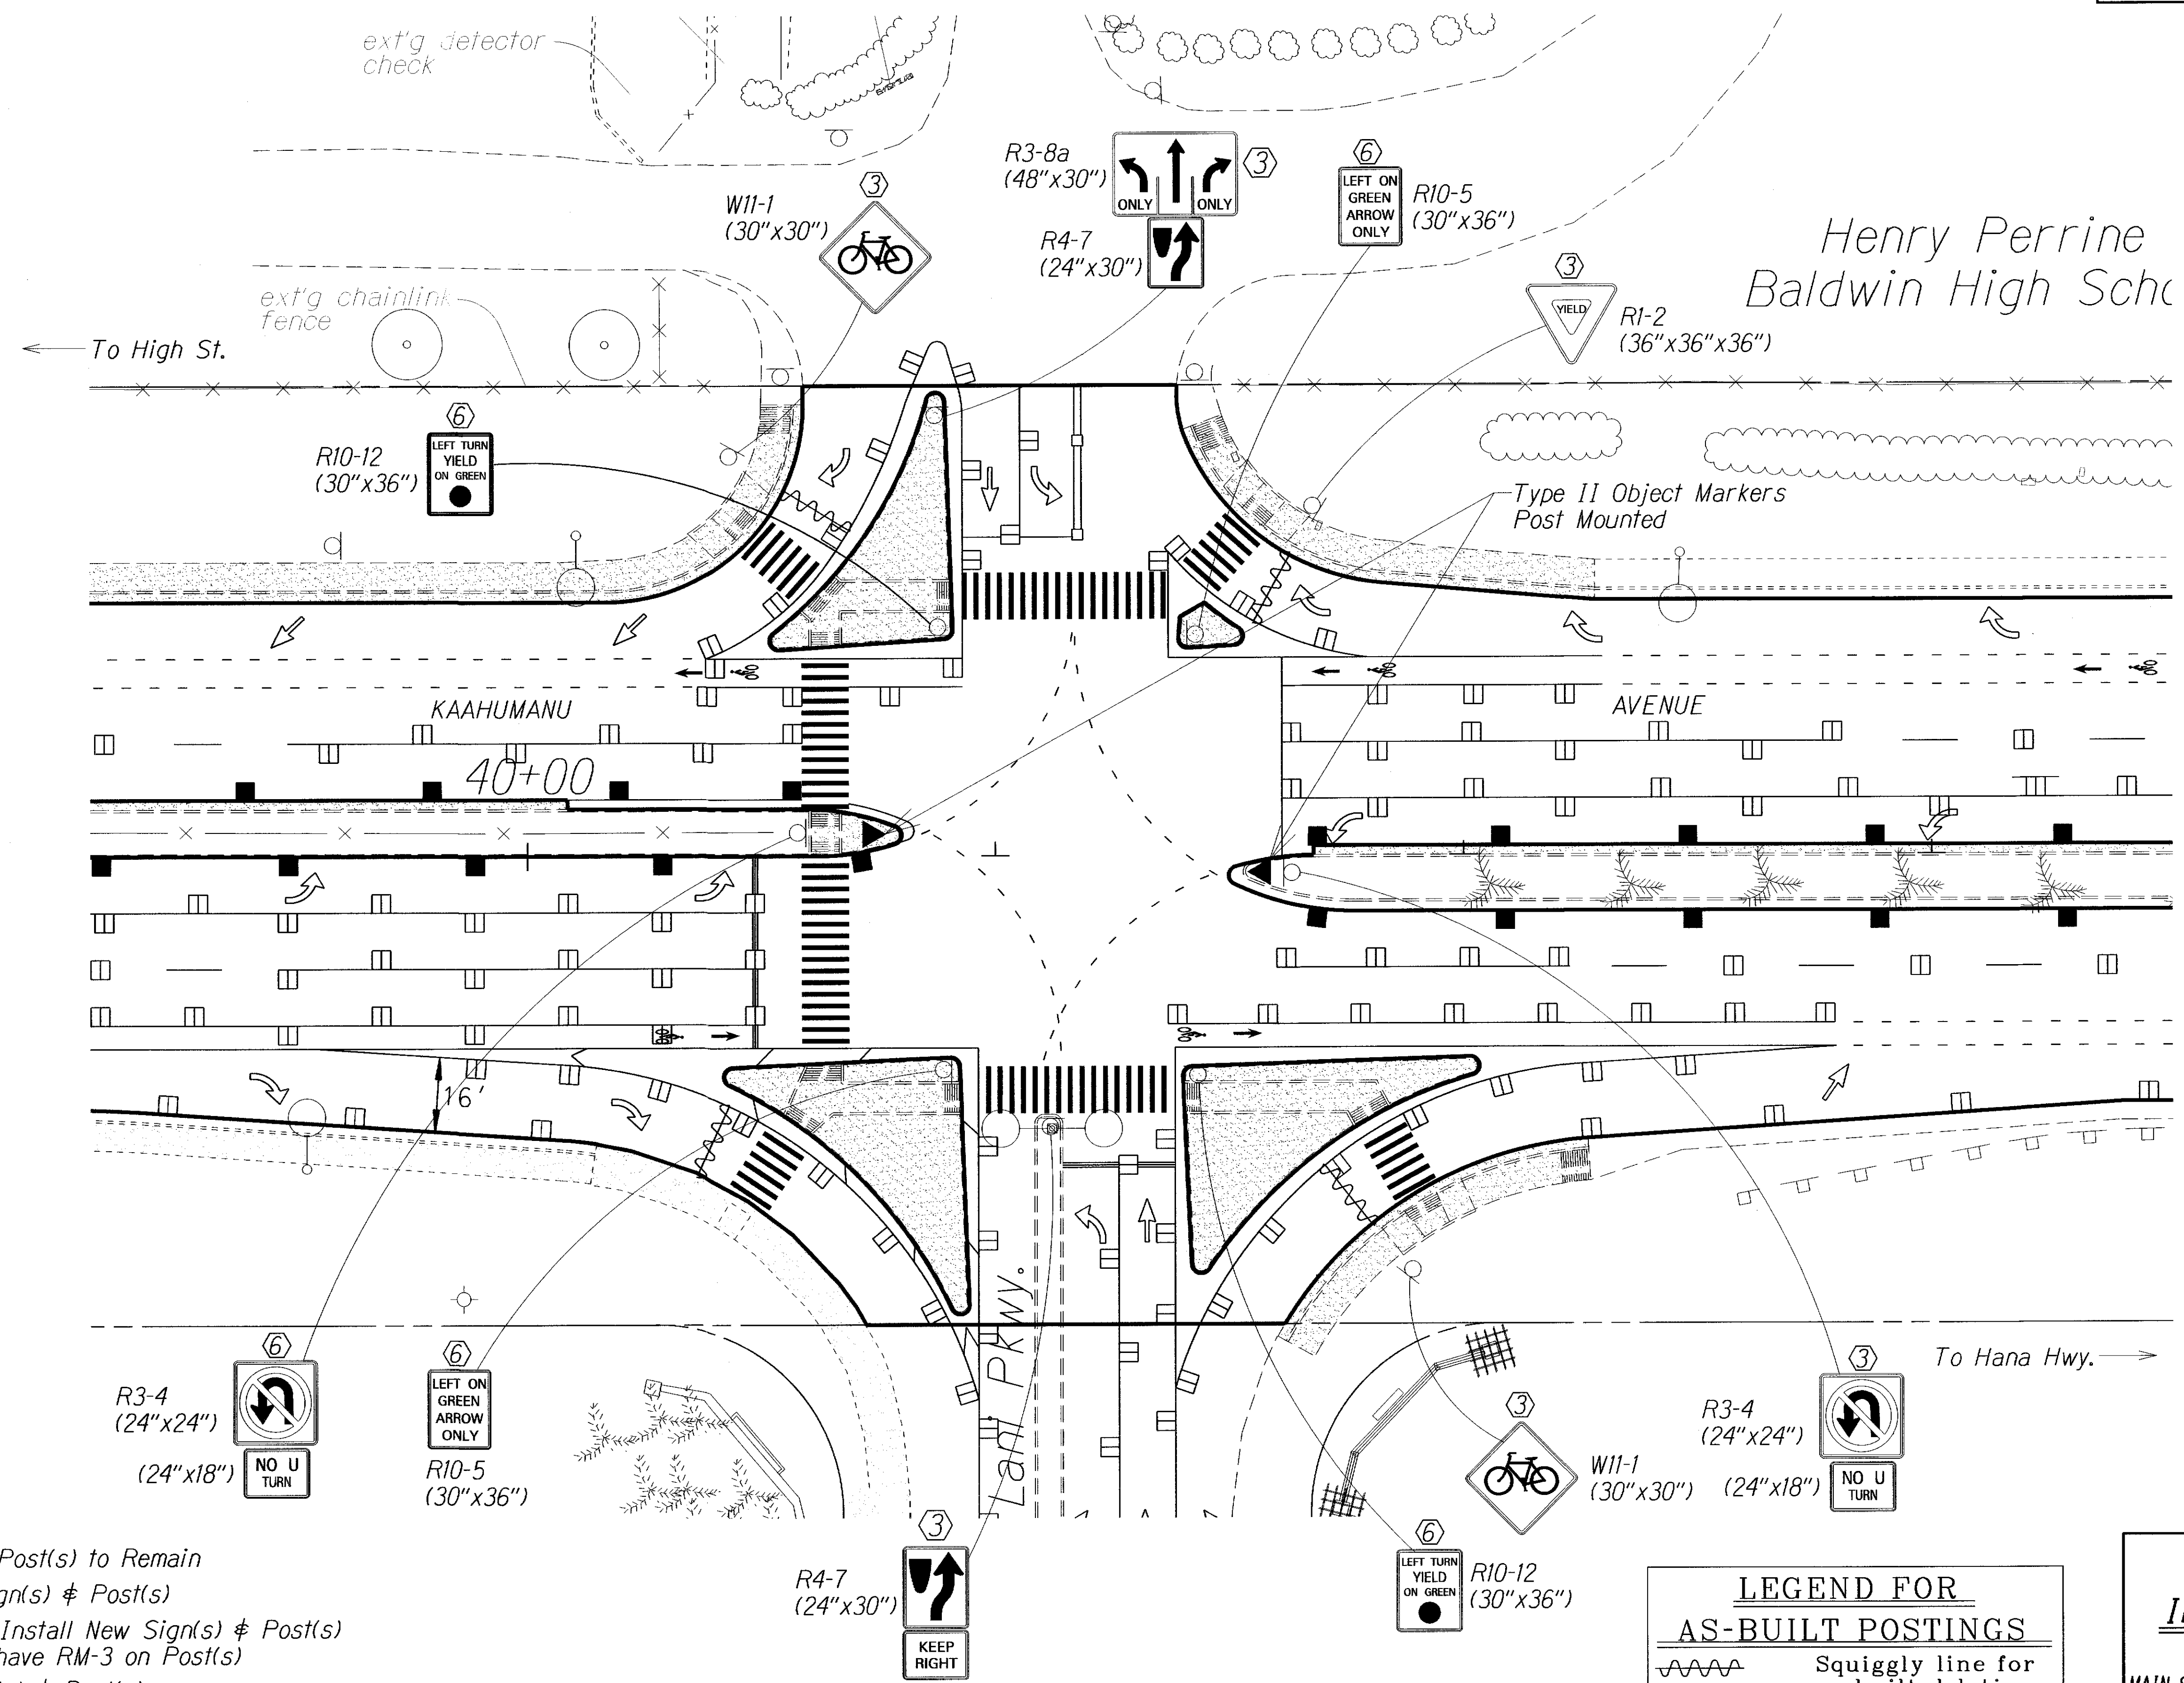 ext'g detector
check
R3-8a
(48"x30")
ONLY
ONLY
3
6
LEFT ON
GREEN
ARROW
ONLY
R10-5
(30"x36")
3
W11-1
(30"x30")
R4-7
(24"x30")
Henry Perrine
Baldwin High
3
YIELD
R1-2
(36"x36"x36")
ext'g chainlink
fence
To High St.
6
LEFT TURN
YIELD
ON GREEN
R10-12
(30"x36")
Type II Object Markers
Post Mounted
KAAHUMANU
AVENUE
40+00
16'
Lani Pkwy.
To Hana Hwy.
6
R3-4
(24"x24")
NO U
TURN
(24"x18")
6
LEFT ON
GREEN
ARROW
ONLY
R10-5
(30"x36")
3
R4-7
(24"x30")
KEEP
RIGHT
3
W11-1
(30"x30")
3
R3-4
(24"x24")
NO U
TURN
(24"x18")
6
LEFT TURN
YIELD
ON GREEN
R10-12
(30"x36")
Post(s) to Remain
& Post(s)
Install New Sign(s) & Post(s)
have RM-3 on Post(s)
LEGEND FOR
AS-BUILT POSTINGS
Squiggly line for